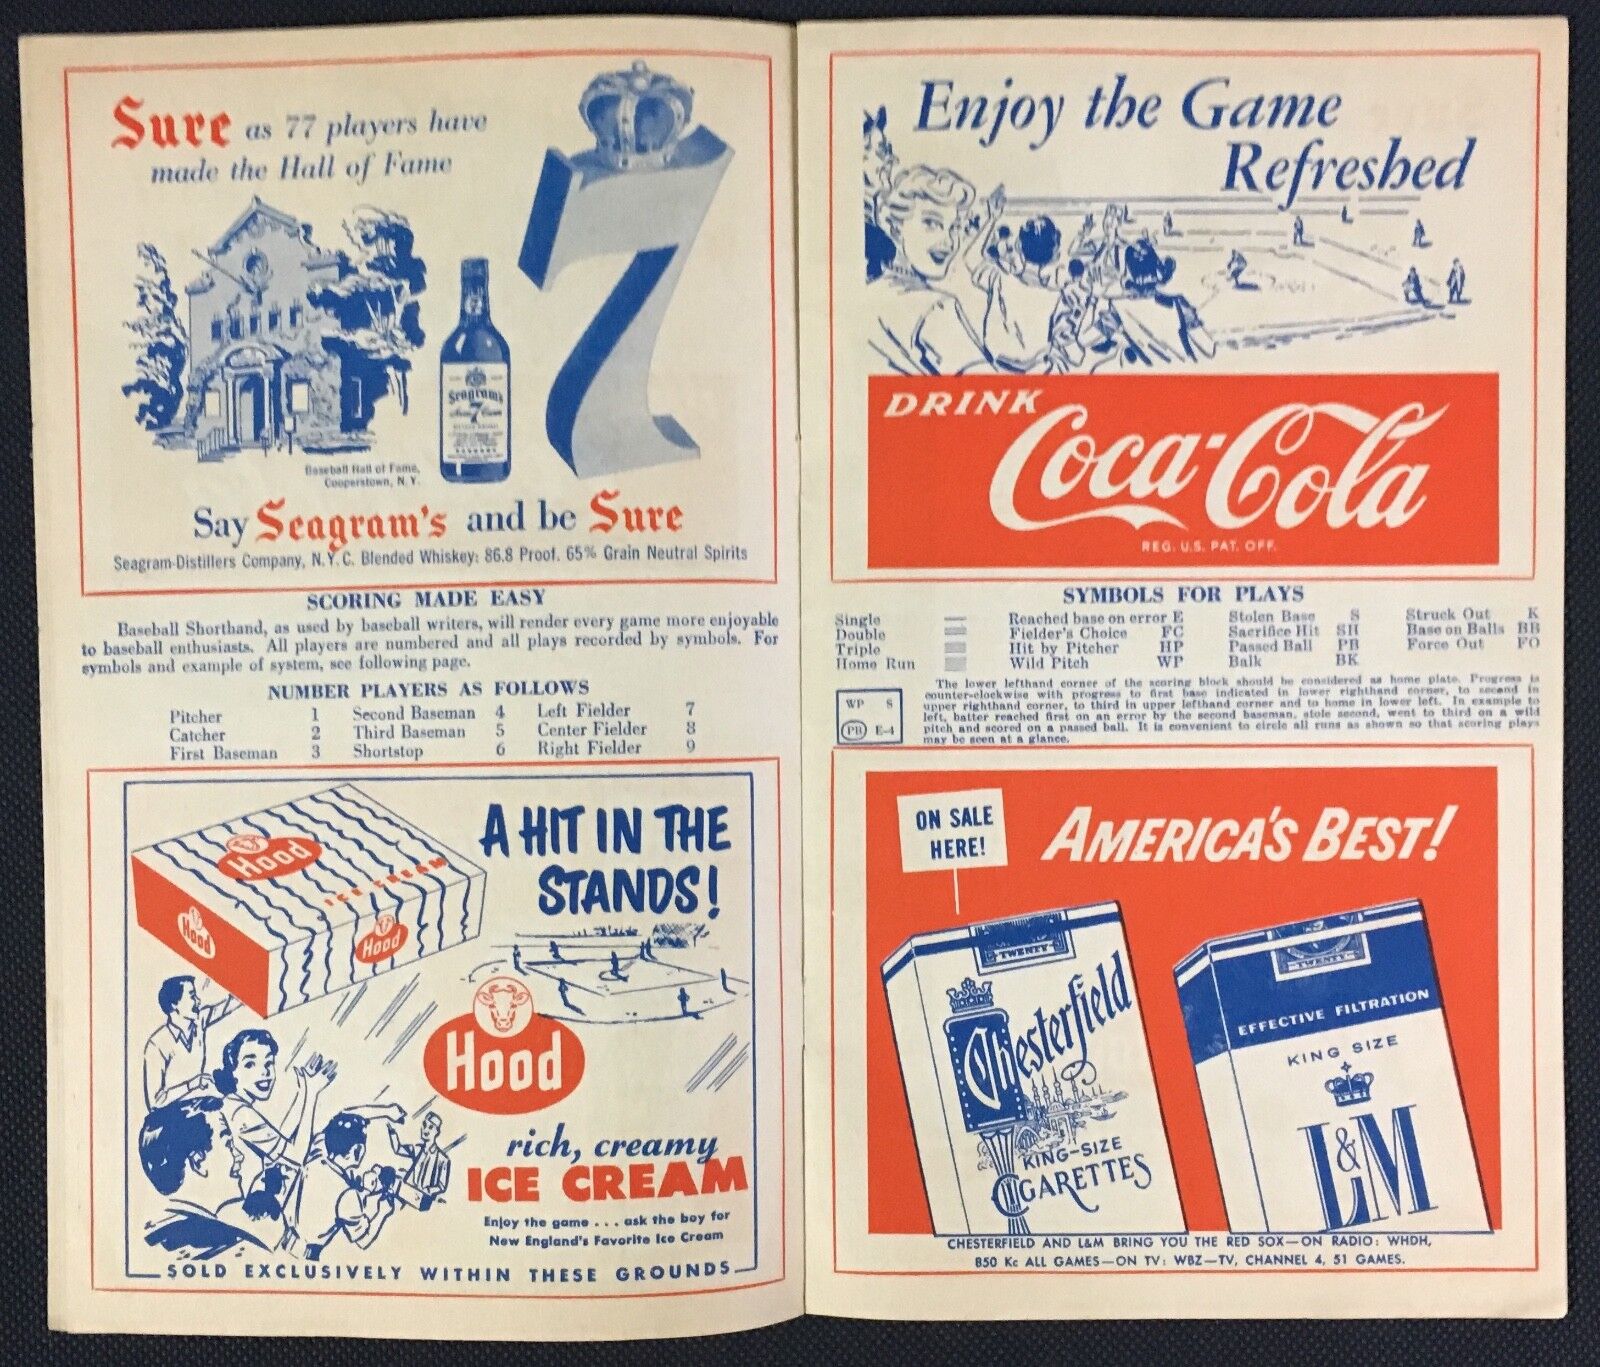 Sure as 77 players have
made the Hall of Fame
7
Seagram's
7
Baseball Hall of Fame,
Cooperstown, N. Y.
Say Seagram's and be Sure
Seagram-Distillers Company, N.Y.C. Blended Whiskey: 86.8 Proof. 65% Grain Neutral Spirits
SCORING MADE EASY
Baseball Shorthand, as used by baseball writers, will render every game more enjoyable
to baseball enthusiasts. All players are numbered and all plays recorded by symbols. For
symbols and example of system, see following page.
NUMBER PLAYERS AS FOLLOWS
Pitcher 1 Second Baseman 4 Left Fielder 7
Catcher 2 Third Baseman 5 Center Fielder 8
First Baseman 3 Shortstop 6 Right Fielder 9
Hood
ICE CREAM
Hood
Hood
A HIT IN THE
STANDS!
Hood
rich, creamy
ICE CREAM
Enjoy the game . . . ask the boy for
New England's Favorite Ice Cream
SOLD EXCLUSIVELY WITHIN THESE GROUNDS
Enjoy the Game
Refreshed
DRINK
Coca-Cola
REG. U.S. PAT. OFF.
SYMBOLS FOR PLAYS
Single Reached base on error E Stolen Base S Struck Out K
Double Fielder's Choice FC Sacrifice Hit SH Base on Balls BB
Triple Hit by Pitcher HP Passed Ball PB Force Out FO
Home Run Wild Pitch WP Balk BK
WP S
PB E-4
The lower lefthand corner of the scoring block should be considered as home plate. Progress is
counter-clockwise with progress to first base indicated in lower righthand corner, to second in
upper righthand corner, to third in upper lefthand corner and to home in lower left. In example to
left, batter reached first on an error by the second baseman, stole second, went to third on a wild
pitch and scored on a passed ball. It is convenient to circle all runs as shown so that scoring plays
may be seen at a glance.
ON SALE
HERE!
AMERICA'S BEST!
TWENTY
Chesterfield
KING-SIZE
CIGARETTES
TWENTY
EFFECTIVE FILTRATION
KING SIZE
L&M
CHESTERFIELD AND L&M BRING YOU THE RED SOX—ON RADIO: WHDH,
850 Kc ALL GAMES—ON TV: WBZ—TV, CHANNEL 4, 51 GAMES.